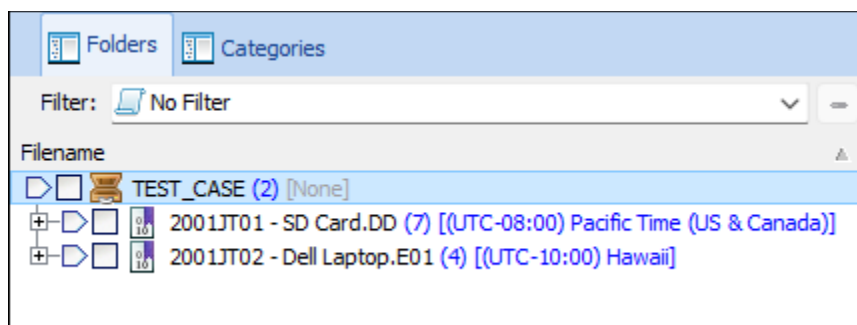 Folders Categories
Filter: No Filter
Filename
TEST_CASE (2) [None]
2001JT01 - SD Card.DD (7) [(UTC-08:00) Pacific Time (US & Canada)]
2001JT02 - Dell Laptop.E01 (4) [(UTC-10:00) Hawaii]